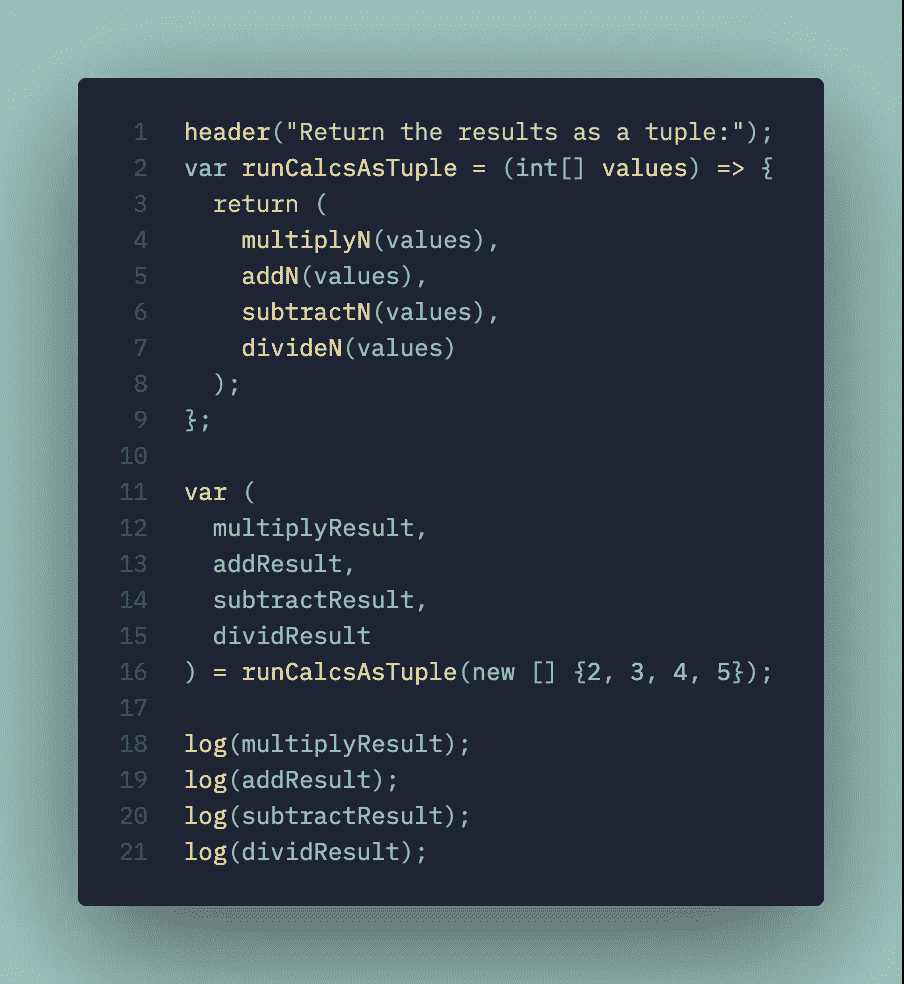 1 header("Return the results as a tuple:");
2 var runCalcsAsTuple = (int[] values) => {
3   return (
4     multiplyN(values),
5     addN(values),
6     subtractN(values),
7     divideN(values)
8   );
9 };
10
11 var (
12   multiplyResult,
13   addResult,
14   subtractResult,
15   dividResult
16 ) = runCalcsAsTuple(new [] {2, 3, 4, 5});
17
18 log(multiplyResult);
19 log(addResult);
20 log(subtractResult);
21 log(dividResult);